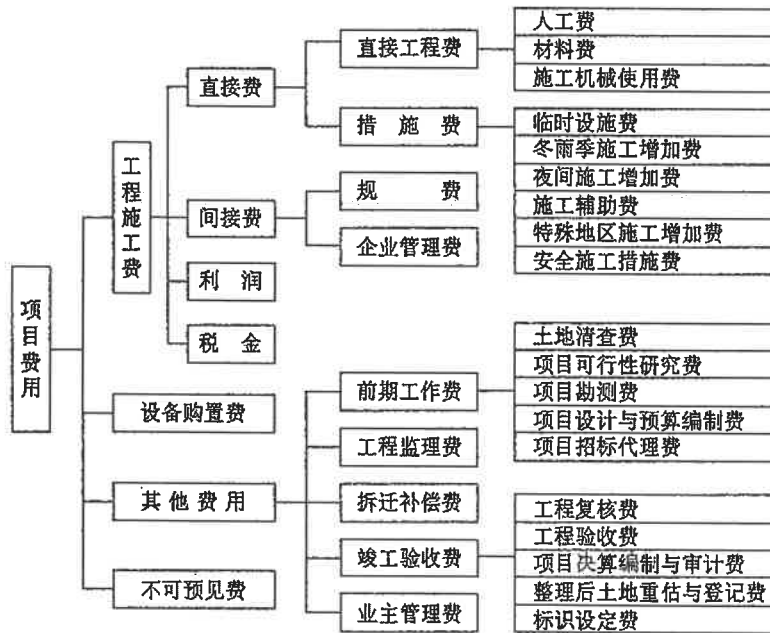 项目费用
工程施工费
直接费
直接工程费
人工费
材料费
施工机械使用费
措施费
临时设施费
冬雨季施工增加费
夜间施工增加费
施工辅助费
特殊地区施工增加费
安全施工措施费
间接费
规费
企业管理费
利润
税金
设备购置费
其他费用
前期工作费
土地清查费
项目可行性研究费
项目勘测费
项目设计与预算编制费
项目招标代理费
工程监理费
拆迁补偿费
竣工验收费
工程复核费
工程验收费
项目决算编制与审计费
整理后土地重估与登记费
标识设定费
业主管理费
不可预见费